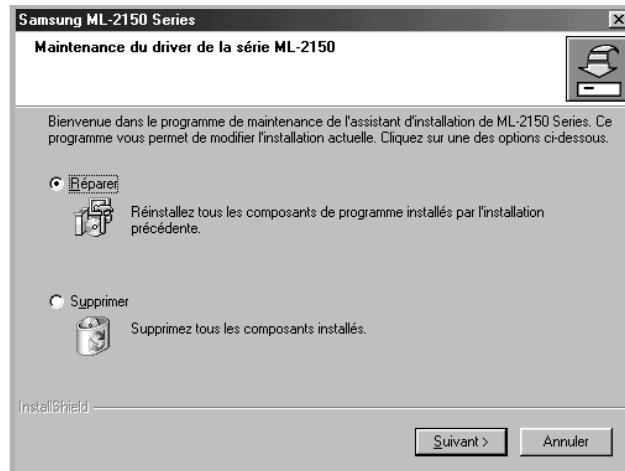 Samsung ML-2150 Series
Maintenance du driver de la série ML-2150
Bienvenue dans le programme de maintenance de l'assistant d'installation de ML-2150 Series. Ce
programme vous permet de modifier l'installation actuelle. Cliquez sur une des options ci-dessous.
Réparer
Réinstallez tous les composants de programme installés par l'installation
précédente.
Supprimer
Supprimez tous les composants installés.
InstallShield
Suivant > Annuler